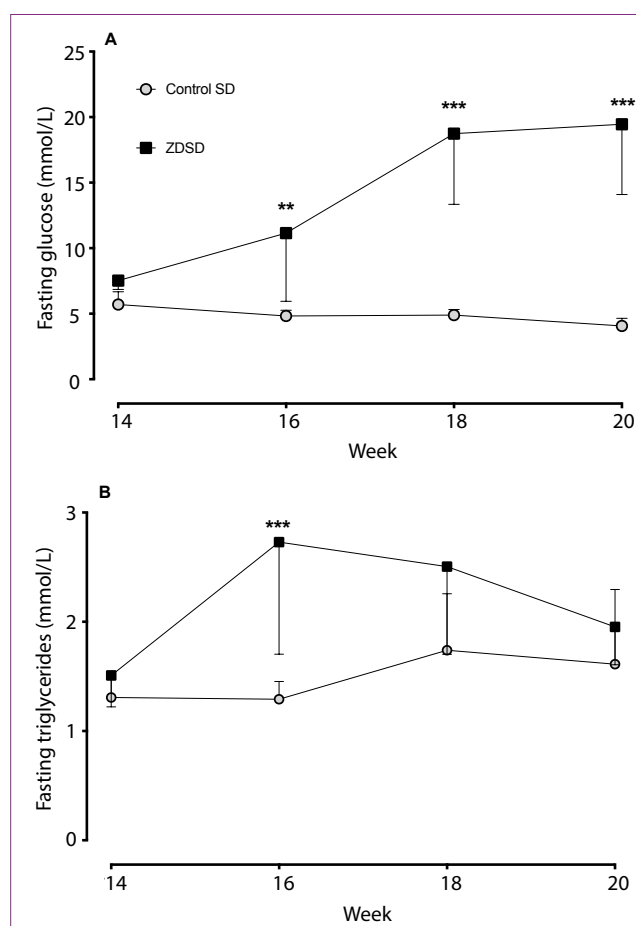 A
25
Control SD
20
***
***
ZDSD
15
**
10
5
0
14
16
18
20
Week
Fasting glucose (mmol/L)
B
3
***
2
1
0
14
16
18
20
Week
Fasting triglycerides (mmol/L)